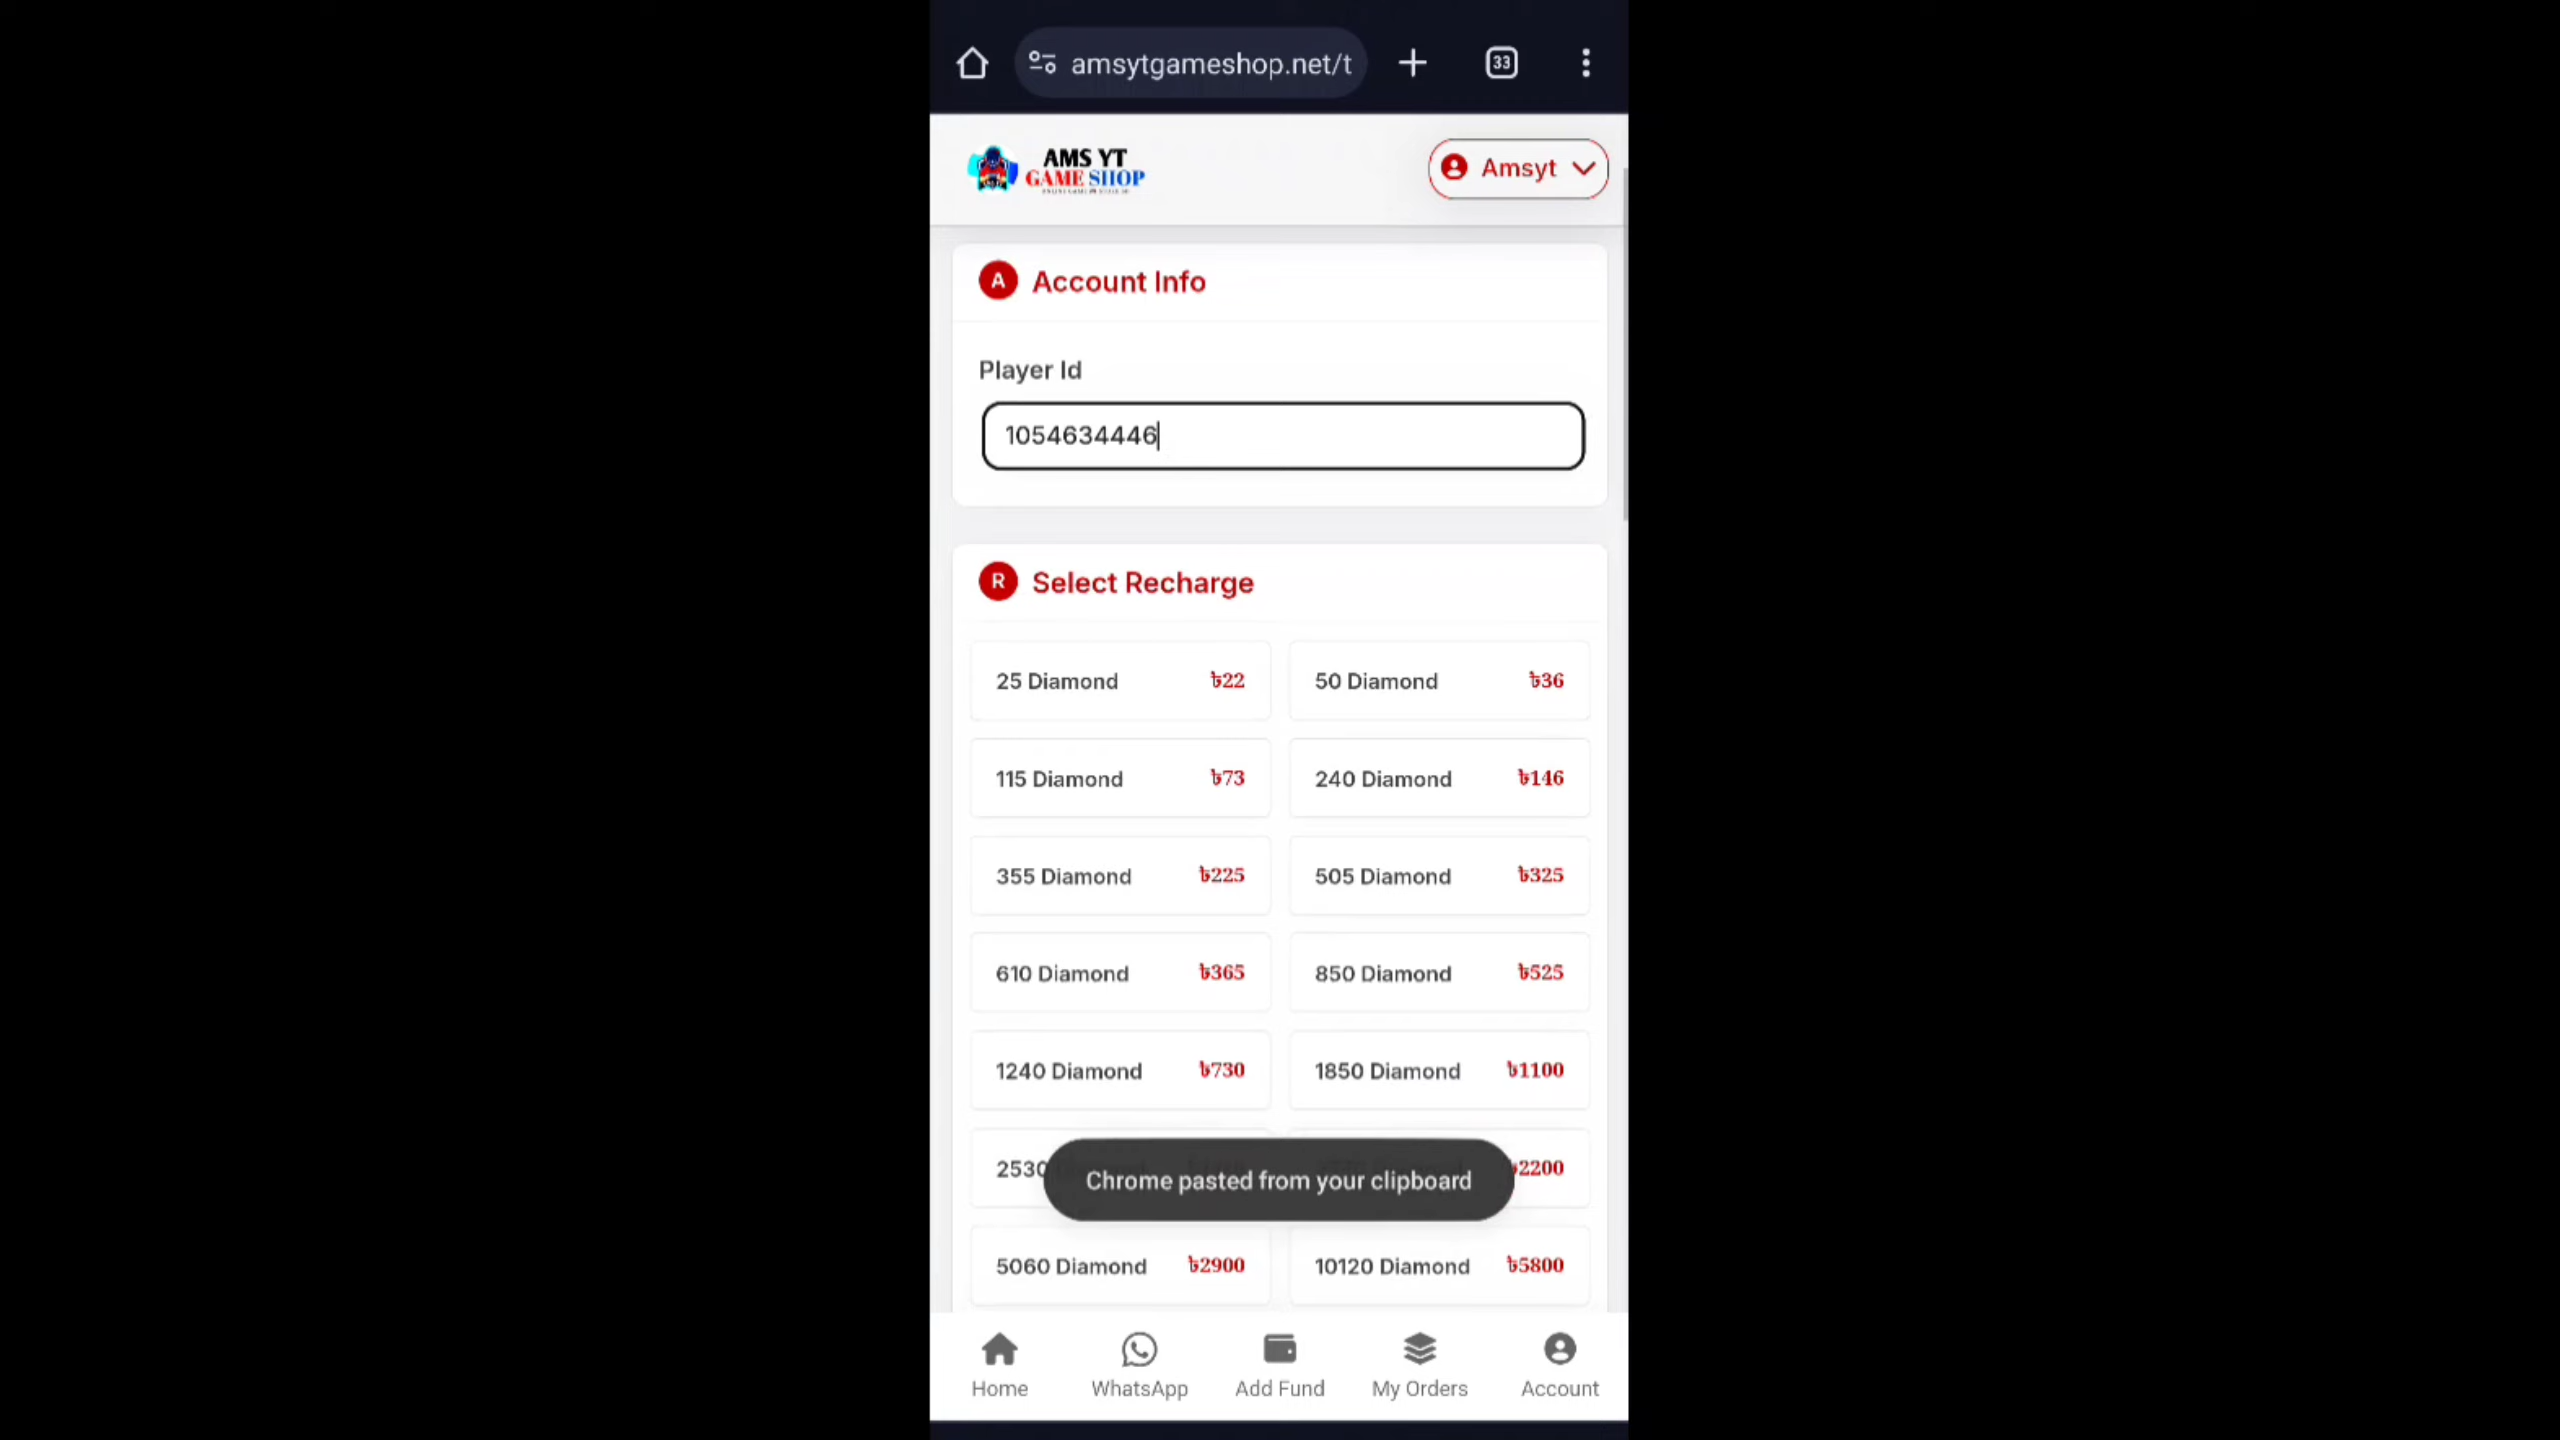 amsytgameshop.net/t
33
AMS YT
GAME SHOP
Amsyt
A Account Info
Player Id
1054634446
R Select Recharge
25 Diamond ৳22
50 Diamond ৳36
115 Diamond ৳73
240 Diamond ৳146
355 Diamond ৳225
505 Diamond ৳325
610 Diamond ৳365
850 Diamond ৳525
1240 Diamond ৳730
1850 Diamond ৳1100
2530
৳2200
Chrome pasted from your clipboard
5060 Diamond ৳2900
10120 Diamond ৳5800
Home
WhatsApp
Add Fund
My Orders
Account